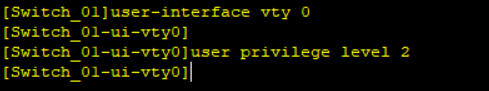 [Switch_01]user-interface vty 0
[Switch_01-ui-vty0]
[Switch_01-ui-vty0]user privilege level 2
[Switch_01-ui-vty0]